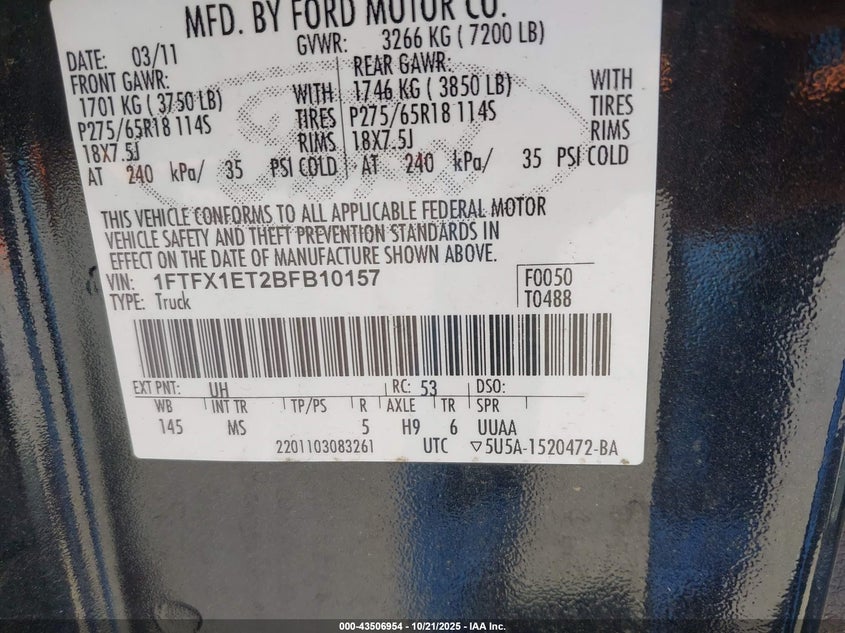 MFD. BY FORD MOTOR CO.
DATE: 03/11 GVWR: 3266 KG ( 7200 LB)
FRONT GAWR: REAR GAWR:
1701 KG ( 3750 LB) WITH 1746 KG ( 3850 LB) WITH
P275/65R18 114S TIRES P275/65R18 114S TIRES
18X7.5J RIMS 18X7.5J RIMS
AT 240 kPa/ 35 PSI COLD AT 240 kPa/ 35 PSI COLD
THIS VEHICLE CONFORMS TO ALL APPLICABLE FEDERAL MOTOR
VEHICLE SAFETY AND THEFT PREVENTION STANDARDS IN
EFFECT ON THE DATE OF MANUFACTURE SHOWN ABOVE.
VIN: 1FTFX1ET2BFB10157 F0050
TYPE: Truck T0488
EXT PNT: UH RC: 53 DSO:
WB INT TR TP/PS R AXLE TR SPR
145 MS 5 H9 6 UUAA
2201103083261 UTC ▽5U5A-1520472-BA
000-43506954 - 10/21/2025 - IAA Inc.